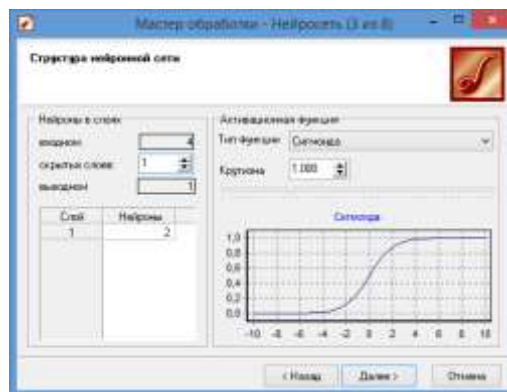 Мастер обработки - Нейросеть (3 из 8)
Структура нейронной сети
Нейроны в слоях
входном 4
скрытых слоев: 1
выходном 1
Слой Нейроны
1 2
Активационная функция
Тип функции Сигмоида
Крутизна 1.000
Сигмоида
1,0
0,8
0,6
0,4
0,2
0,0
-10 -8 -6 -4 -2 0 2 4 6 8 10
< Назад Далее > Отмена